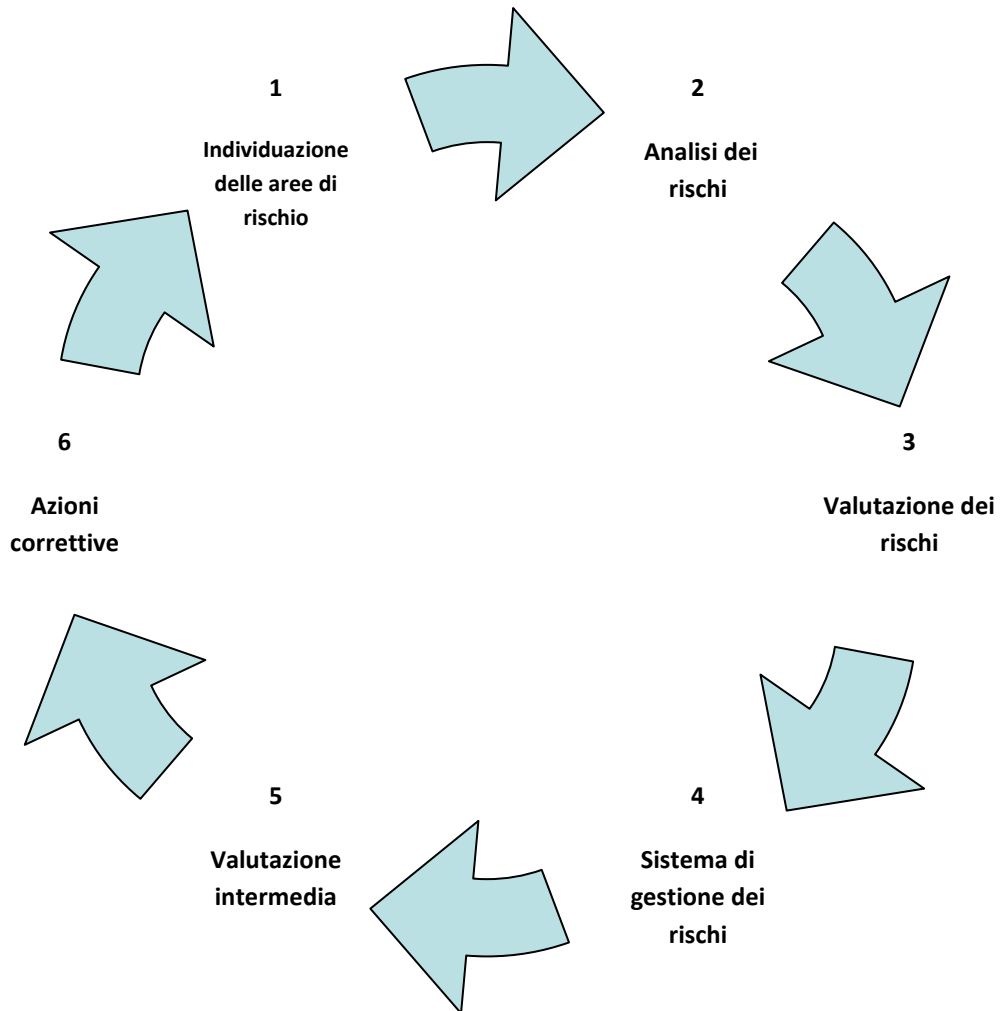 1
Individuazione
delle aree di
rischio
2
Analisi dei
rischi
3
Valutazione dei
rischi
4
Sistema di
gestione dei
rischi
5
Valutazione
intermedia
6
Azioni
correttive